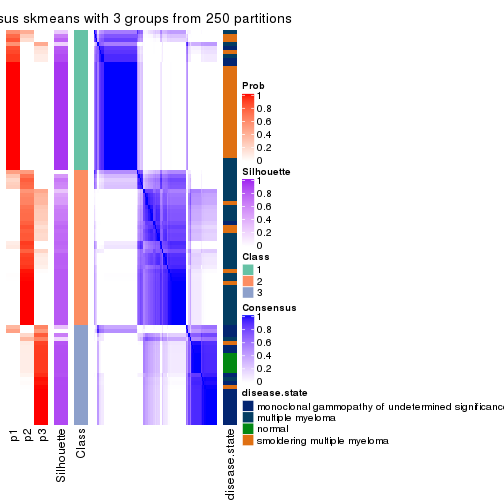 sus skmeans with 3 groups from 250 partitions
Prob
1
0.8
0.6
0.4
0.2
0
Silhouette
1
0.8
0.6
0.4
0.2
0
Class
1
2
3
Consensus
1
0.8
0.6
0.4
0.2
0
disease.state
monoclonal gammopathy of undetermined significance
multiple myeloma
normal
smoldering multiple myeloma
p1
p2
p3
Silhouette
Class
disease.state